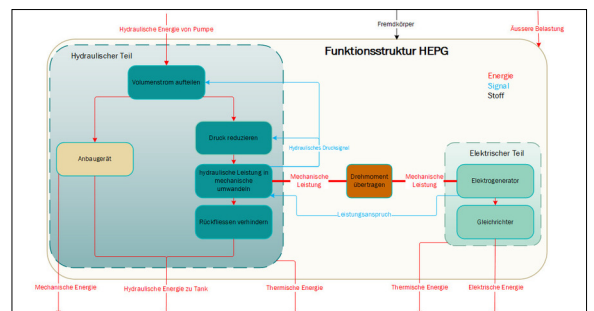 Fremdkörper
Hydraulische Energie von Pumpe
Äussere Belastung
Funktionsstruktur HEPG
Hydraulischer Teil
Energie
Signal
Stoff
Volumenstrom aufteilen
Druck reduzieren
Hydraulisches Drucksignal
Anbaugerät
hydraulische Leistung in
mechanische
umwandeln
Mechanische
Leistung
Drehmoment
übertragen
Mechanische
Leistung
Elektrischer Teil
Elektrogenerator
Leistungsanspruch
Rückfliessen verhindern
Gleichrichter
Mechanische Energie
Hydraulische Energie zu Tank
Thermische Energie
Thermische Energie
Elektrische Energie